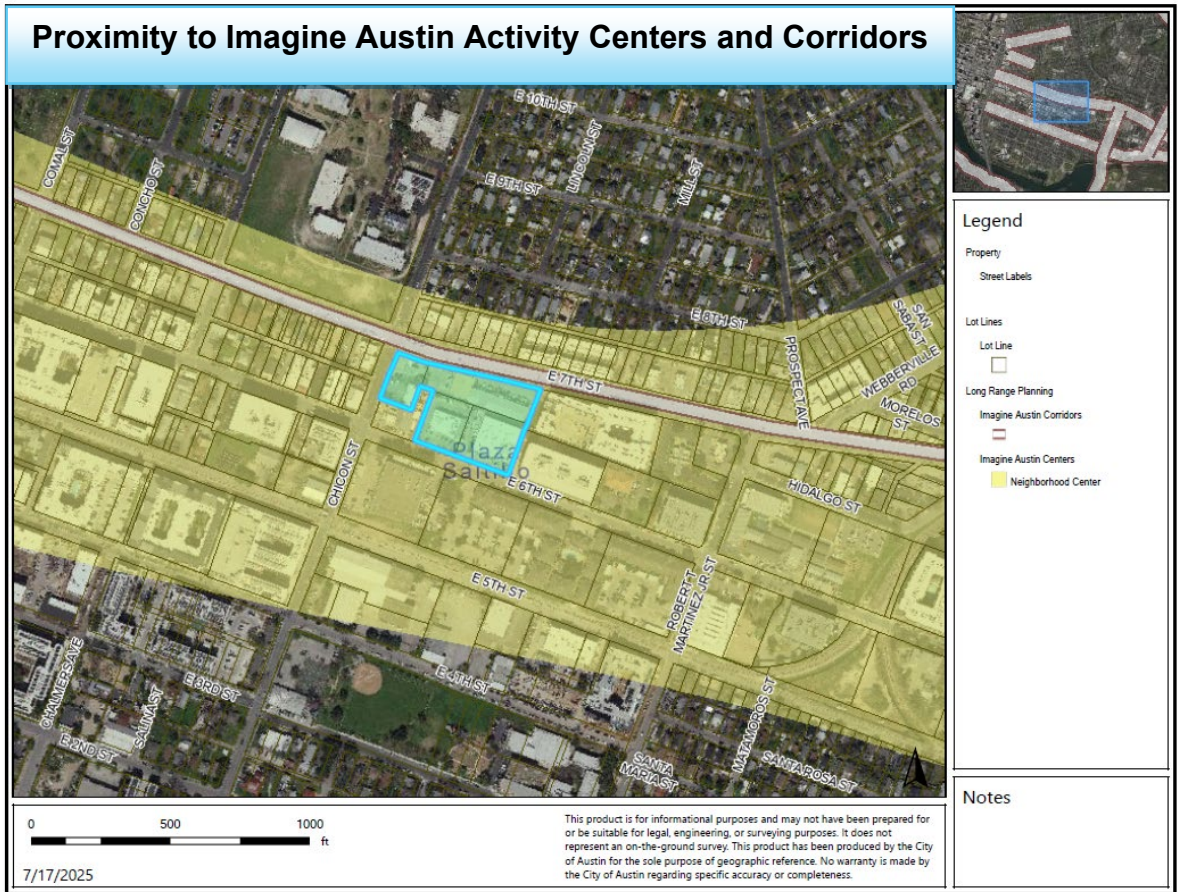 Proximity to Imagine Austin Activity Centers and Corridors
E 10TH ST
COMAL ST
CONCHO ST
LINCOLN ST
MILL ST
E 9TH ST
E 8TH ST
SAN
SABA ST
PROSPECT AVE
WEBBERVILLE
RD
MORELOS
ST
E 7TH ST
Plaza
Saltillo
E 6TH ST
CHICON ST
HIDALGO ST
E 5TH ST
ROBERT T
MARTINEZ JR ST
E 4TH ST
CHALMERS AVE
SALINA ST
E 3RD ST
E 2ND ST
MATAMOROS ST
SANTA
MARIA ST
SANTA ROSA ST
Legend
Property
Street Labels
Lot Lines
Lot Line
Long Range Planning
Imagine Austin Corridors
Imagine Austin Centers
Neighborhood Center
Notes
0 500 1000
ft
7/17/2025
This product is for informational purposes and may not have been prepared for
or be suitable for legal, engineering, or surveying purposes. It does not
represent an on-the-ground survey. This product has been produced by the City
of Austin for the sole purpose of geographic reference. No warranty is made by
the City of Austin regarding specific accuracy or completeness.